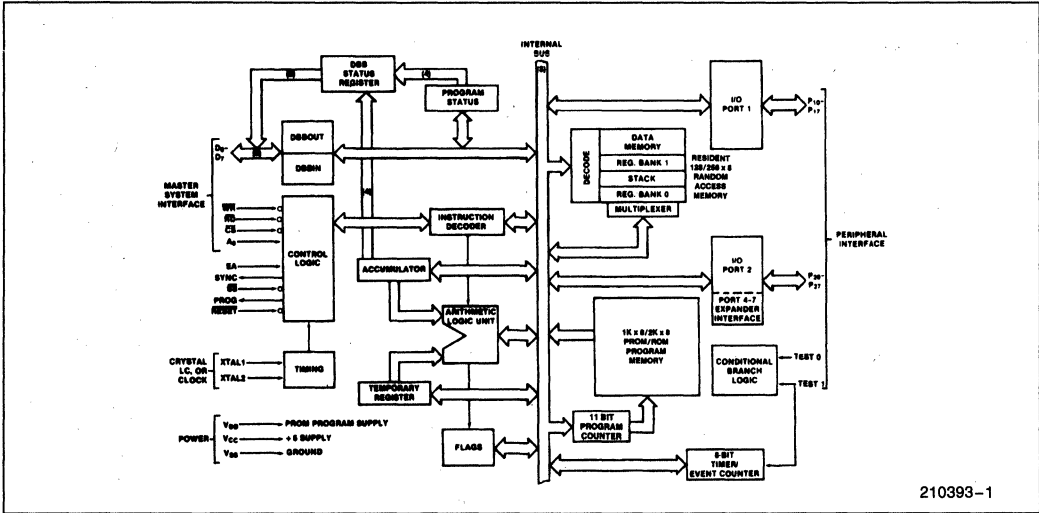 INTERNAL
BUS
(8)
DBB
STATUS
REGISTER
(4)
PROGRAM
STATUS
I/O
PORT 1
P10-
P17
D0-
D7
DBBOUT
DBBIN
DECODE
DATA
MEMORY
REG. BANK 1
STACK
REG. BANK 0
MULTIPLEXER
RESIDENT
RANDOM
ACCESS
MEMORY
MASTER
SYSTEM
INTERFACE
WR
RD
CS
A0
EA
SYNC
SS
PROG
RESET
CONTROL
LOGIC
(4)
INSTRUCTION
DECODER
ACCUMULATOR
ARITHMETIC
LOGIC UNIT
PERIPHERAL
INTERFACE
I/O
PORT 2
PORT 4-7
EXPANDER
INTERFACE
P20-
P27
1K x 8/2K x 8
PROM/ROM
PROGRAM
MEMORY
CONDITIONAL
BRANCH
LOGIC
TEST 0
TEST 1
CRYSTAL
LC, OR
CLOCK
XTAL1
XTAL2
TIMING
TEMPORARY
REGISTER
11 BIT
PROGRAM
COUNTER
POWER
VDD
PROM PROGRAM SUPPLY
VCC
+5 SUPPLY
VSS
GROUND
FLAGS
8-BIT
TIMER/
EVENT COUNTER
210393-1